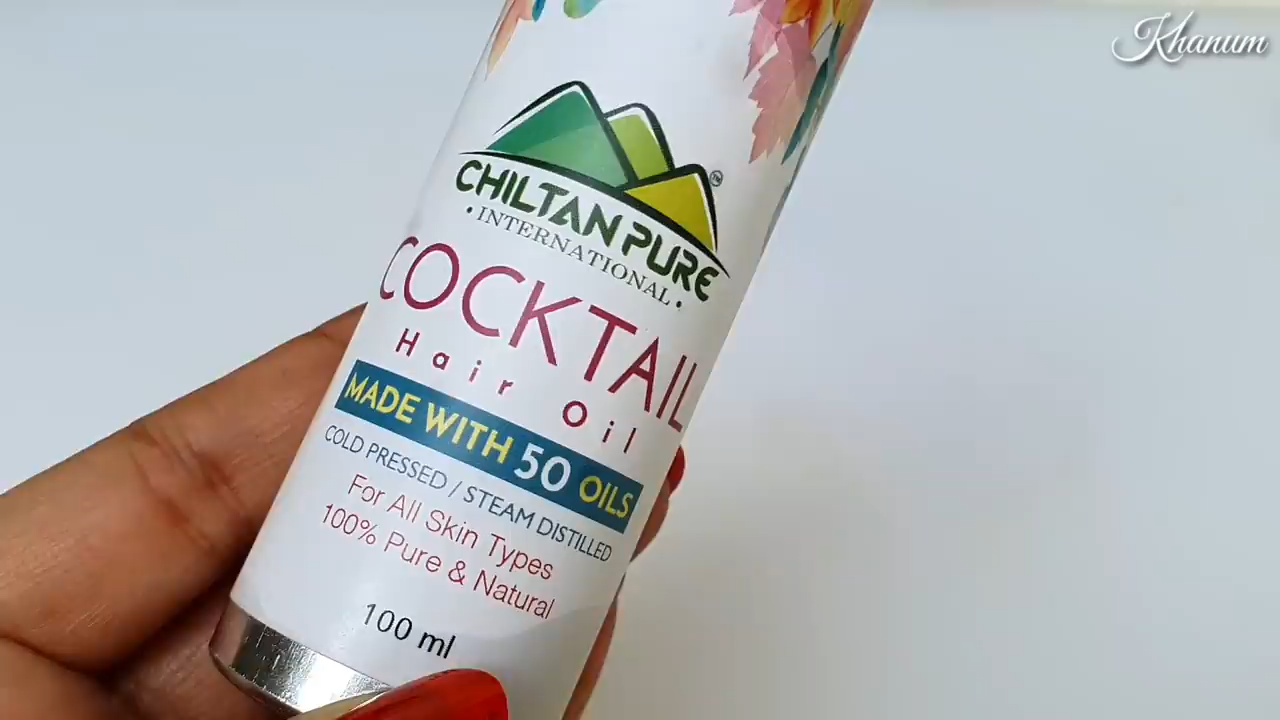 Khanum
CHILTAN PURE
™
• INTERNATIONAL •
COCKTAIL
Hair Oil
MADE WITH 50 OILS
COLD PRESSED / STEAM DISTILLED
For All Skin Types
100% Pure & Natural
100 ml